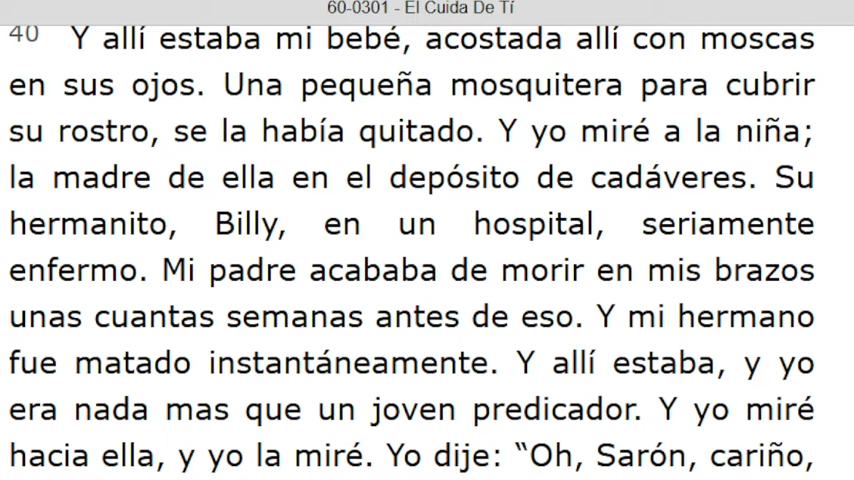 60-0301 - El Cuida De Tí
40 Y allí estaba mi bebé, acostada allí con moscas
en sus ojos. Una pequeña mosquitera para cubrir
su rostro, se la había quitado. Y yo miré a la niña;
la madre de ella en el depósito de cadáveres. Su
hermanito, Billy, en un hospital, seriamente
enfermo. Mi padre acababa de morir en mis brazos
unas cuantas semanas antes de eso. Y mi hermano
fue matado instantáneamente. Y allí estaba, y yo
era nada mas que un joven predicador. Y yo miré
hacia ella, y yo la miré. Yo dije: “Oh, Sarón, cariño,